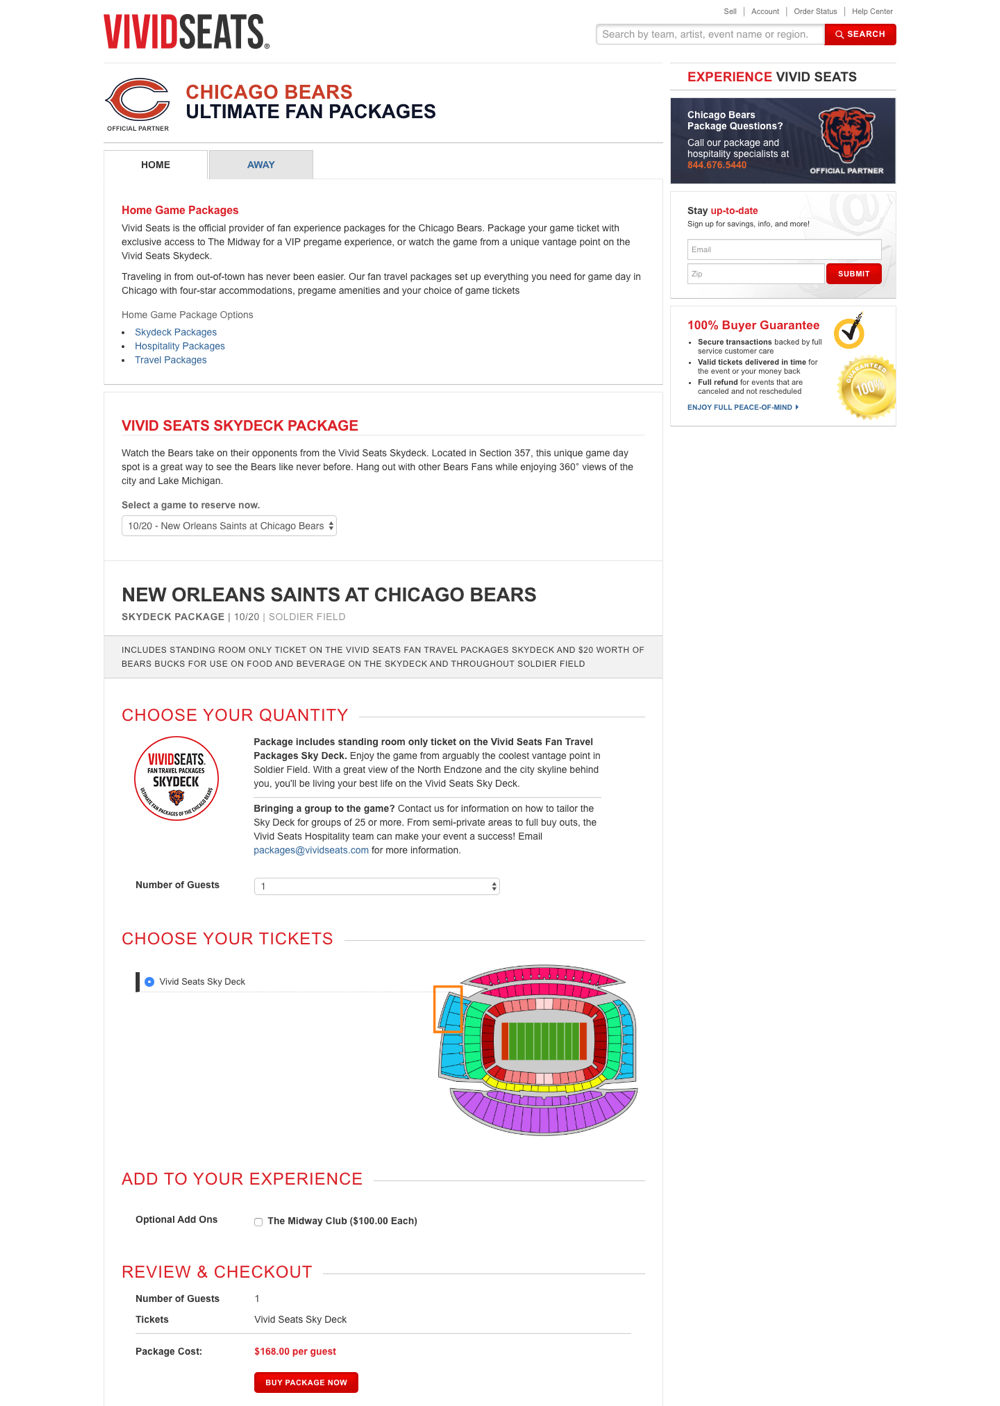 VIVIDSEATS®
Sell | Account | Order Status | Help Center
Search by team, artist, event name or region.
SEARCH
OFFICIAL PARTNER
CHICAGO BEARS
ULTIMATE FAN PACKAGES
HOME
AWAY
Home Game Packages
Vivid Seats is the official provider of fan experience packages for the Chicago Bears. Package your game ticket with
exclusive access to The Midway for a VIP pregame experience, or watch the game from a unique vantage point on the
Vivid Seats Skydeck.
Traveling in from out-of-town has never been easier. Our fan travel packages set up everything you need for game day in
Chicago with four-star accommodations, pregame amenities and your choice of game tickets
Home Game Package Options
• Skydeck Packages
• Hospitality Packages
• Travel Packages
VIVID SEATS SKYDECK PACKAGE
Watch the Bears take on their opponents from the Vivid Seats Skydeck. Located in Section 357, this unique game day
spot is a great way to see the Bears like never before. Hang out with other Bears Fans while enjoying 360° views of the
city and Lake Michigan.
Select a game to reserve now.
10/20 - New Orleans Saints at Chicago Bears
NEW ORLEANS SAINTS AT CHICAGO BEARS
SKYDECK PACKAGE | 10/20 | SOLDIER FIELD
INCLUDES STANDING ROOM ONLY TICKET ON THE VIVID SEATS FAN TRAVEL PACKAGES SKYDECK AND $20 WORTH OF
BEARS BUCKS FOR USE ON FOOD AND BEVERAGE ON THE SKYDECK AND THROUGHOUT SOLDIER FIELD
CHOOSE YOUR QUANTITY
VIVIDSEATS
FAN TRAVEL PACKAGES
SKYDECK
ULTIMATE FAN PACKAGES OF THE CHICAGO BEARS
Package includes standing room only ticket on the Vivid Seats Fan Travel
Packages Sky Deck. Enjoy the game from arguably the coolest vantage point in
Soldier Field. With a great view of the North Endzone and the city skyline behind
you, you'll be living your best life on the Vivid Seats Sky Deck.
Bringing a group to the game? Contact us for information on how to tailor the
Sky Deck for groups of 25 or more. From semi-private areas to full buy outs, the
Vivid Seats Hospitality team can make your event a success! Email
packages@vividseats.com for more information.
Number of Guests
1
CHOOSE YOUR TICKETS
Vivid Seats Sky Deck
ADD TO YOUR EXPERIENCE
Optional Add Ons
The Midway Club ($100.00 Each)
REVIEW & CHECKOUT
Number of Guests
1
Tickets
Vivid Seats Sky Deck
Package Cost:
$168.00 per guest
BUY PACKAGE NOW
EXPERIENCE VIVID SEATS
Chicago Bears
Package Questions?
Call our package and
hospitality specialists at
844.676.5440
OFFICIAL PARTNER
Stay up-to-date
Sign up for savings, info, and more!
Email
Zip
SUBMIT
100% Buyer Guarantee
• Secure transactions backed by full
service customer care
• Valid tickets delivered in time for
the event or your money back
• Full refund for events that are
canceled and not rescheduled
ENJOY FULL PEACE-OF-MIND
GUARANTEED
100%